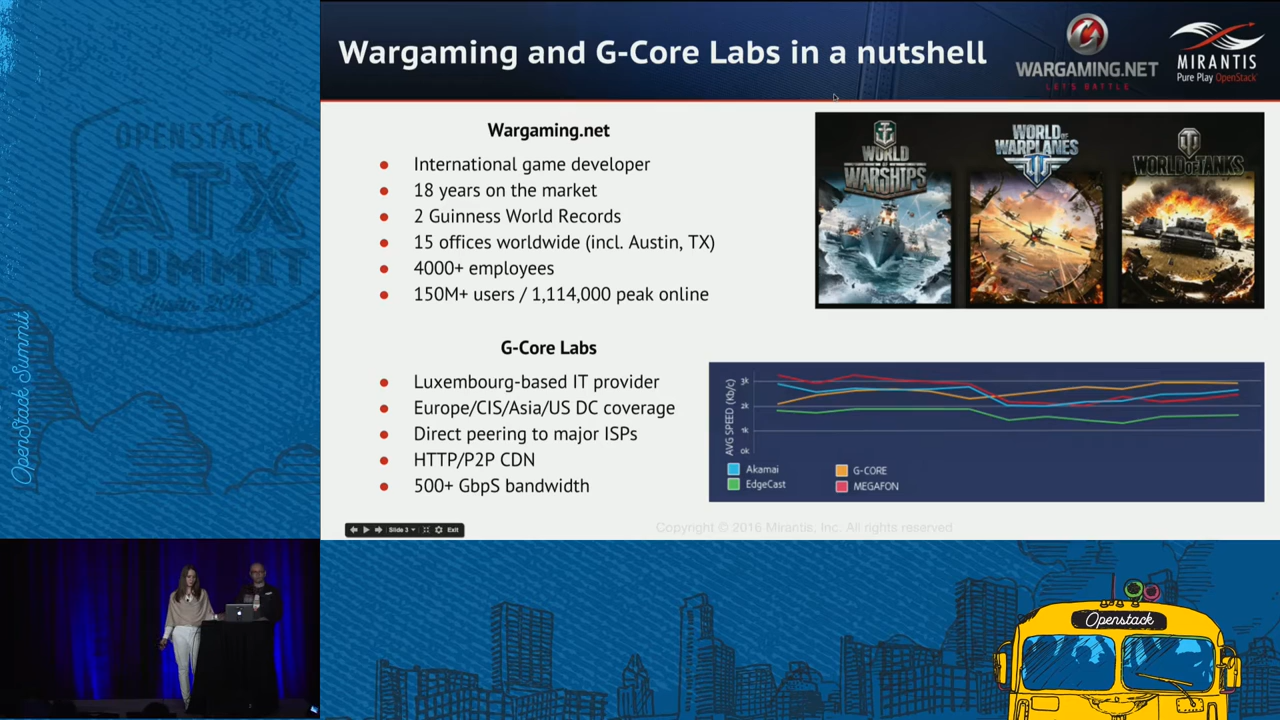 Wargaming and G-Core Labs in a nutshell
WARGAMING.NET
LET'S BATTLE
MIRANTIS
Pure Play OpenStack
Wargaming.net
International game developer
18 years on the market
2 Guinness World Records
15 offices worldwide (incl. Austin, TX)
4000+ employees
150M+ users / 1,114,000 peak online
WORLD OF WARSHIPS
WORLD OF WARPLANES
WORLD OF TANKS
G-Core Labs
Luxembourg-based IT provider
Europe/CIS/Asia/US DC coverage
Direct peering to major ISPs
HTTP/P2P CDN
500+ GbpS bandwidth
AVG SPEED (Kb/c)
3k
2k
1k
0k
Akamai
G-CORE
EdgeCast
MEGAFON
Slide 3
Exit
Copyright © 2016 Mirantis, Inc. All rights reserved
OPENSTACK
ATX
SUMMIT
OpenStack Summit
Openstack